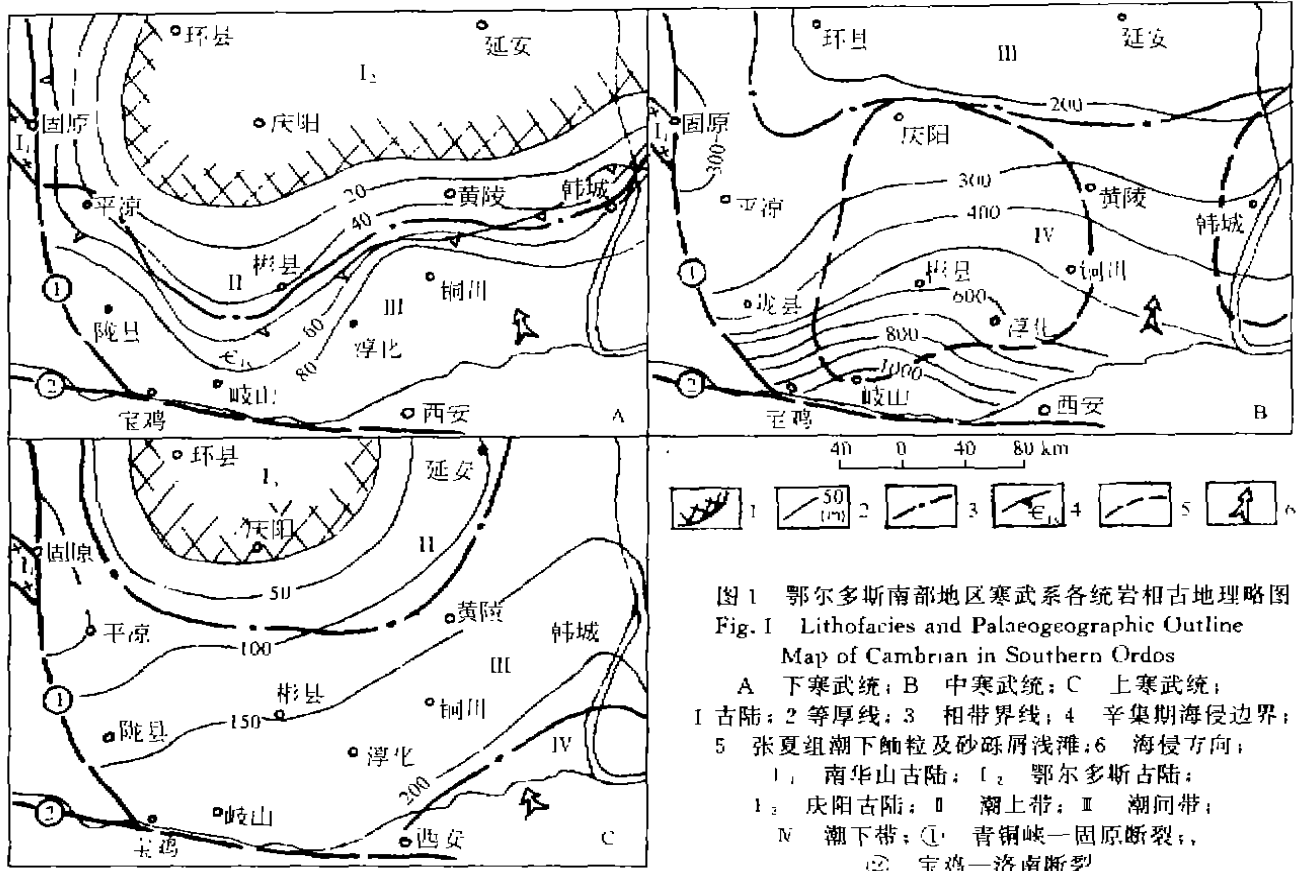 环县
延安
I₂
庆阳
固原
I₁
20
黄陵
韩城
平凉
40
彬县
II
铜川
III
①
陇县
60
淳化
80
岐山
②
宝鸡
西安
A
环县
延安
III
200
固原
庆阳
I₁
300
300
黄陵
平凉
400
韩城
IV
①
彬县
铜川
陇县
600
淳化
800
②
1000
岐山
宝鸡
西安
B
环县
延安
庆阳
固原
II
50
黄陵
平凉
100
韩城
III
彬县
①
150
铜川
陇县
淳化
IV
200
②
岐山
宝鸡
西安
C
40 0 40 80 km
1
50
(m) 2
3
4
5
6
图 1 鄂尔多斯南部地区寒武系各统岩相古地理略图
Fig. 1 Lithofacies and Palaeogeographic Outline
Map of Cambrian in Southern Ordos
A 下寒武统；B 中寒武统；C 上寒武统；
1 古陆；2 等厚线；3 相带界线；4 辛集期海侵边界；
5 张夏组潮下鲕粒及砂砾屑浅滩；6 海侵方向；
I₁ 南华山古陆；I₂ 鄂尔多斯古陆；
I₃ 庆阳古陆；Ⅱ 潮上带；Ⅲ 潮间带；
Ⅳ 潮下带；① 青铜峡—固原断裂；,
② 宝鸡—洛南断裂